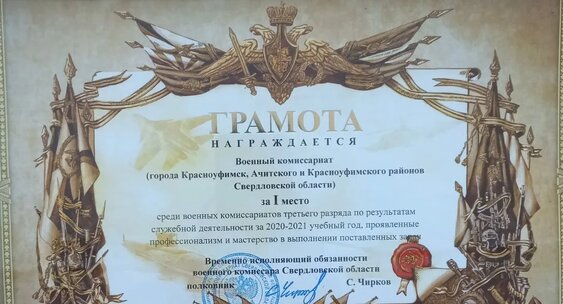 ГРАМОТА
НАГРАЖДАЕТСЯ
Военный комиссариат
(города Красноуфимск, Ачитского и Красноуфимского районов
Свердловской области)
за I место
среди военных комиссариатов третьего разряда по результатам
служебной деятельности за 2020-2021 учебный год, проявленные
профессионализм и мастерство в выполнении поставленных задач
Временно исполняющий обязанности
военного комиссара Свердловской области
полковник С. Чирков